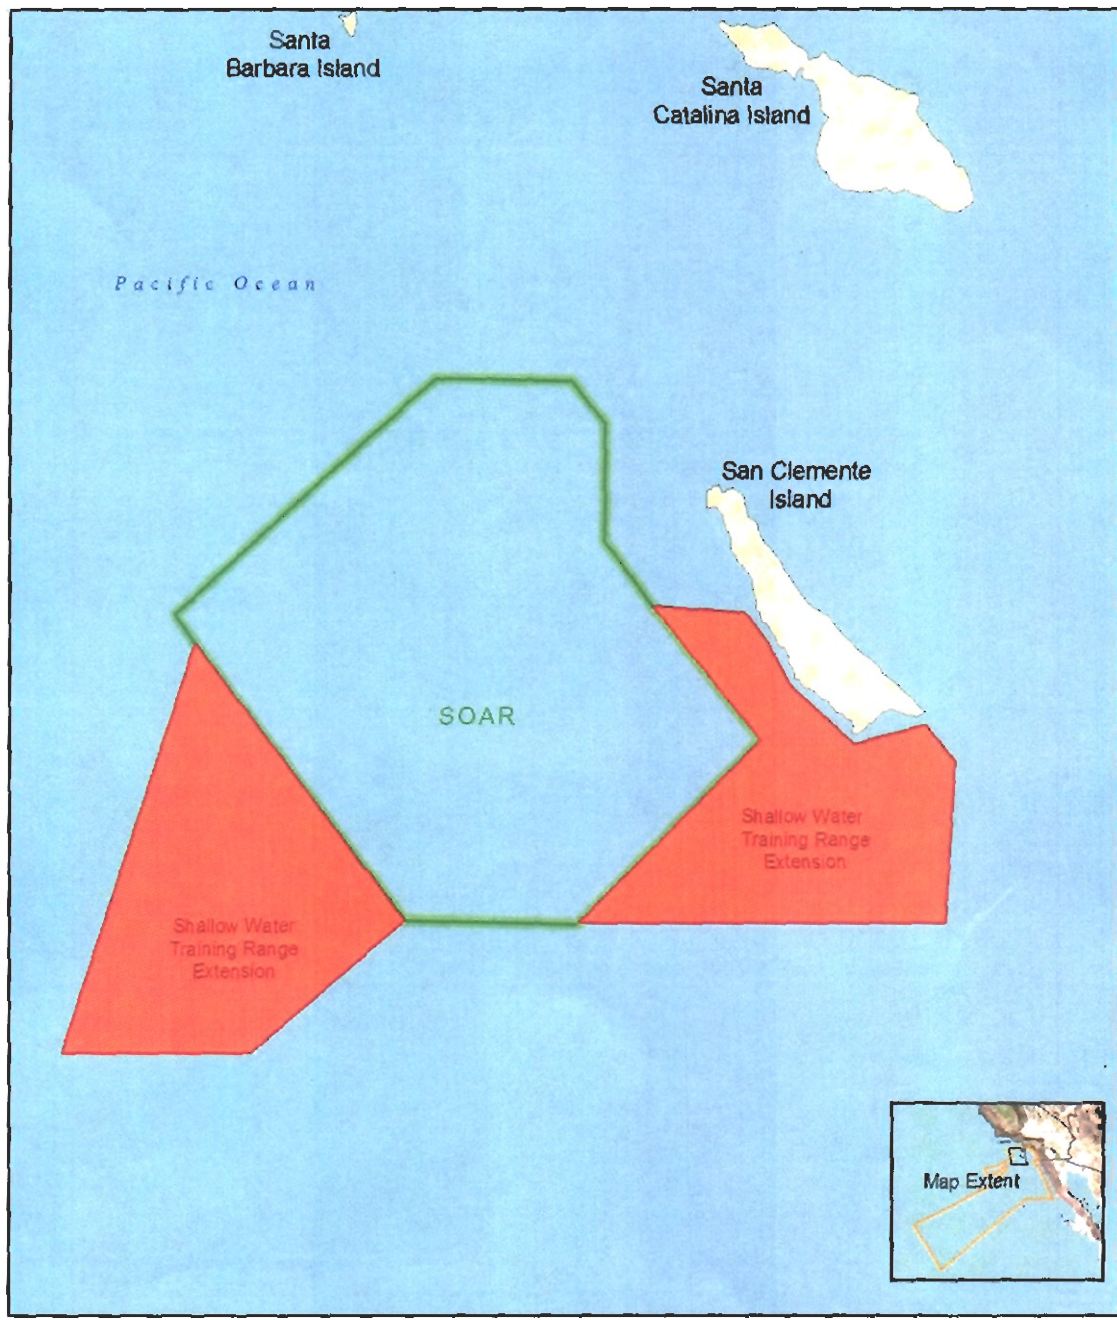 Santa
Barbara Island
Santa
Catalina Island
Pacific Ocean
San Clemente
Island
SOAR
Shallow Water
Training Range
Extension
Shallow Water
Training Range
Extension
Map Extent